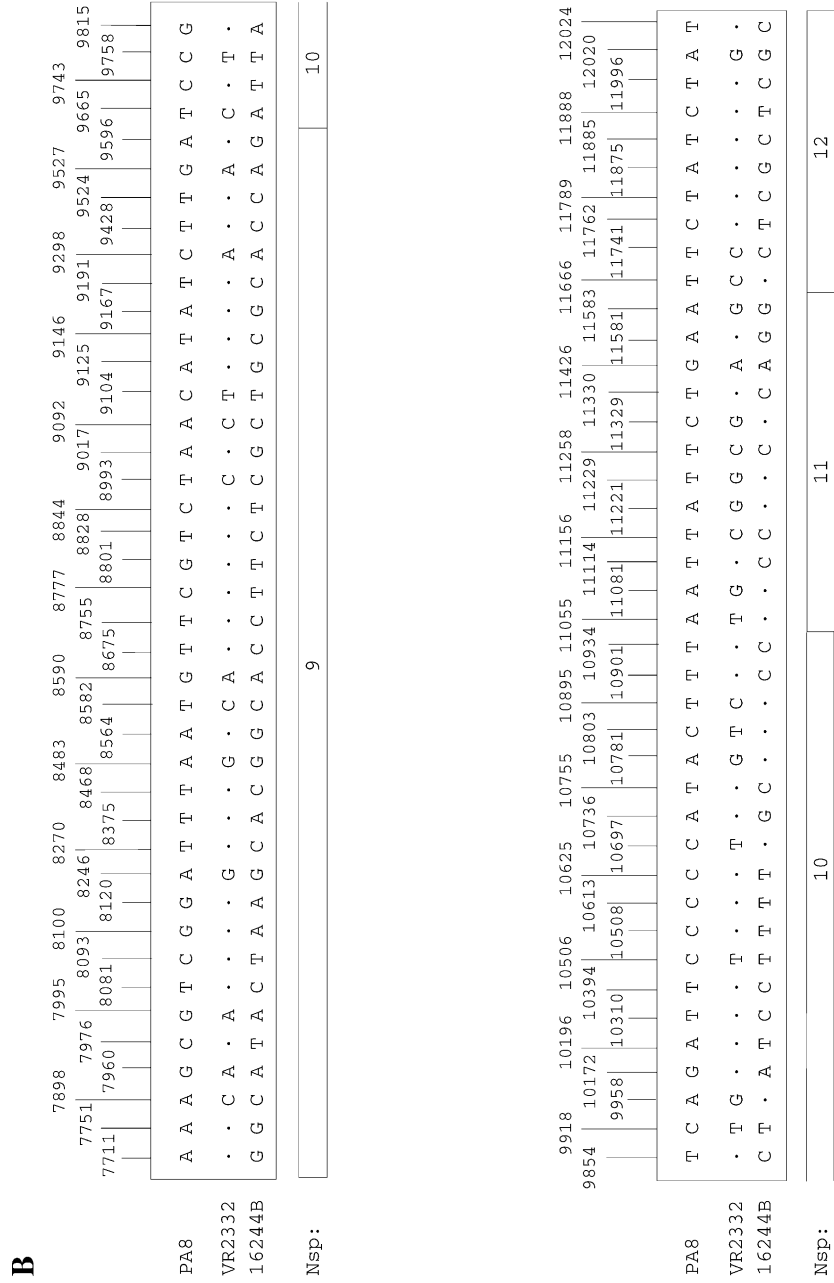 B
7898 7995 8100 8270 8483 8590 8777 8844 9092 9146 9298 9527 9743
7751 7976 8093 8246 8468 8582 8755 8828 9017 9125 9191 9524 9665 9815
7711 7960 8081 8120 8375 8564 8675 8801 8993 9104 9167 9428 9596 9758
PA8 A A A G C G T C G G A T T T A A T G T T C G T C T A A C A T A T C T T G A T C C G
VR2332 . . C A . A . . . . G . . . G . C A . . . . . . C . C T . . . . A . . A . C . T .
16244B G G C A T A C T A A G C A C G G C A C C T T C T C G C T G C G C A C C A G A T T A
Nsp: 9 10
9918 10196 10506 10625 10755 10895 11055 11156 11258 11426 11666 11789 11888 12024
9854 10172 10394 10613 10736 10803 10934 11114 11229 11330 11583 11762 11885 12020
9958 10310 10508 10697 10781 10901 11081 11221 11329 11581 11741 11875 11996
PA8 T C A G A T T C C C C C A T A C T T T A A T T A T T C T G A A T T C T A T C T A T
VR2332 . T G . . . . T . . . T . . G T C . . T G . C G G C G . A . G C C . . . . . . G .
16244B C T . A T C C T T T T . G C . . . C C . . C C . . C . C A G G . C T C G C T C G C
Nsp: 10 11 12